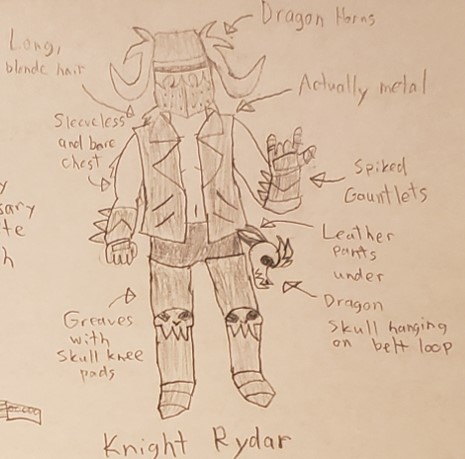 Dragon Horns
Long,
blonde hair
Actually metal
Sleeveless
and bare
chest
Spiked
Gauntlets
y
sary
te
h
Leather
pants
under
Dragon
skull hanging
on belt loop
Greaves
with
skull knee
pads
Knight Rydar